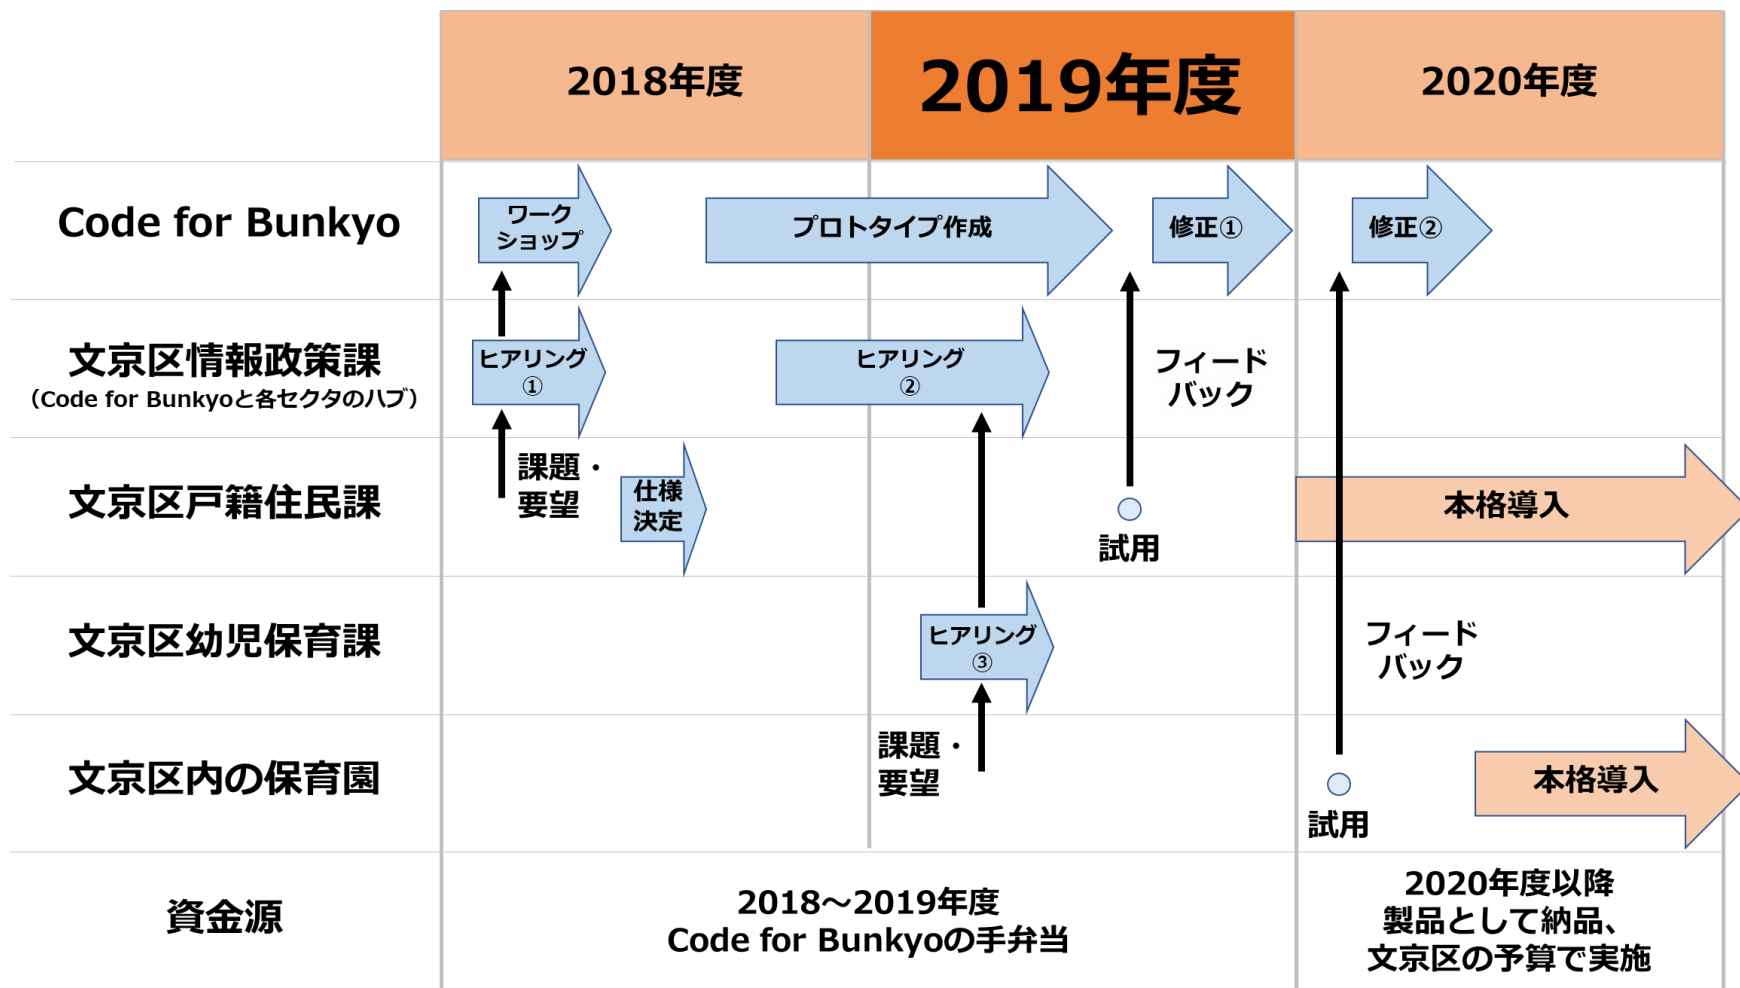 2018年度
2019年度
2020年度
Code for Bunkyo
ワーク
ショップ
プロトタイプ作成
修正①
修正②
文京区情報政策課
（Code for Bunkyoと各セクタのハブ）
ヒアリング
①
ヒアリング
②
フィード
バック
文京区戸籍住民課
課題・
要望
仕様
決定
試用
本格導入
文京区幼児保育課
ヒアリング
③
フィード
バック
文京区内の保育園
課題・
要望
試用
本格導入
資金源
2018～2019年度
Code for Bunkyoの手弁当
2020年度以降
製品として納品、
文京区の予算で実施